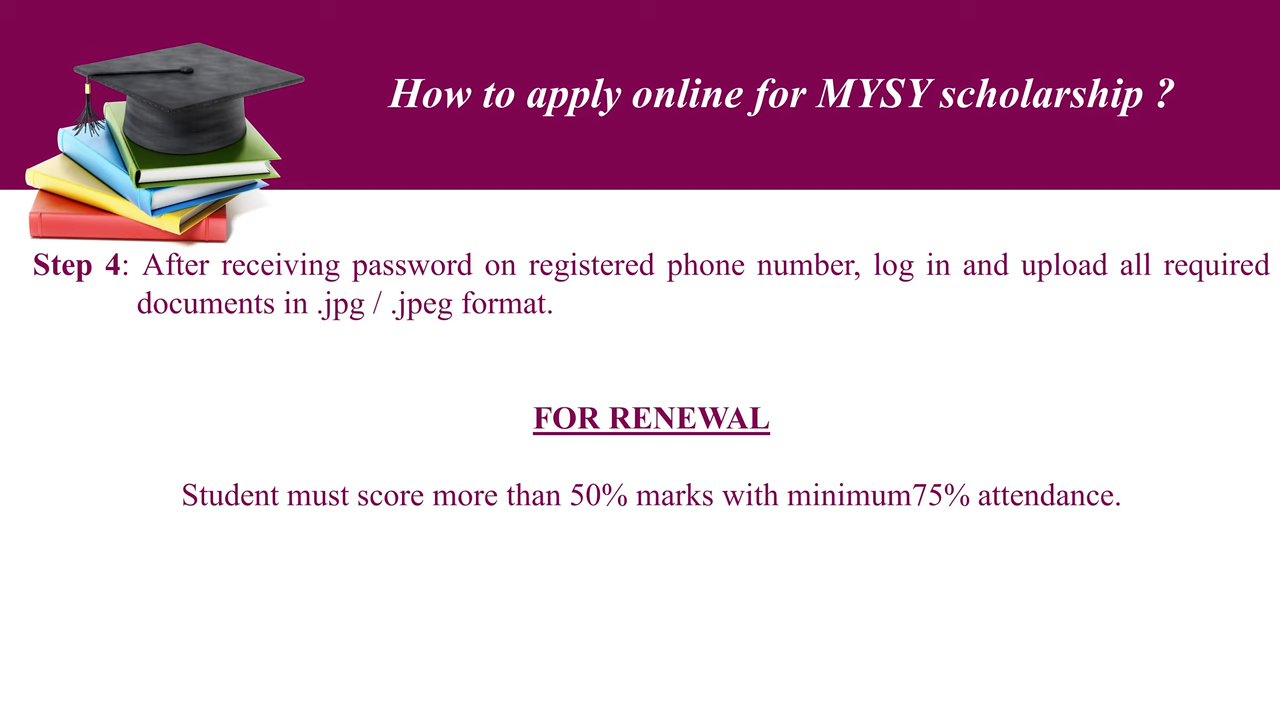 How to apply online for MYSY scholarship ?
Step 4: After receiving password on registered phone number, log in and upload all required
documents in .jpg / .jpeg format.
FOR RENEWAL
Student must score more than 50% marks with minimum75% attendance.